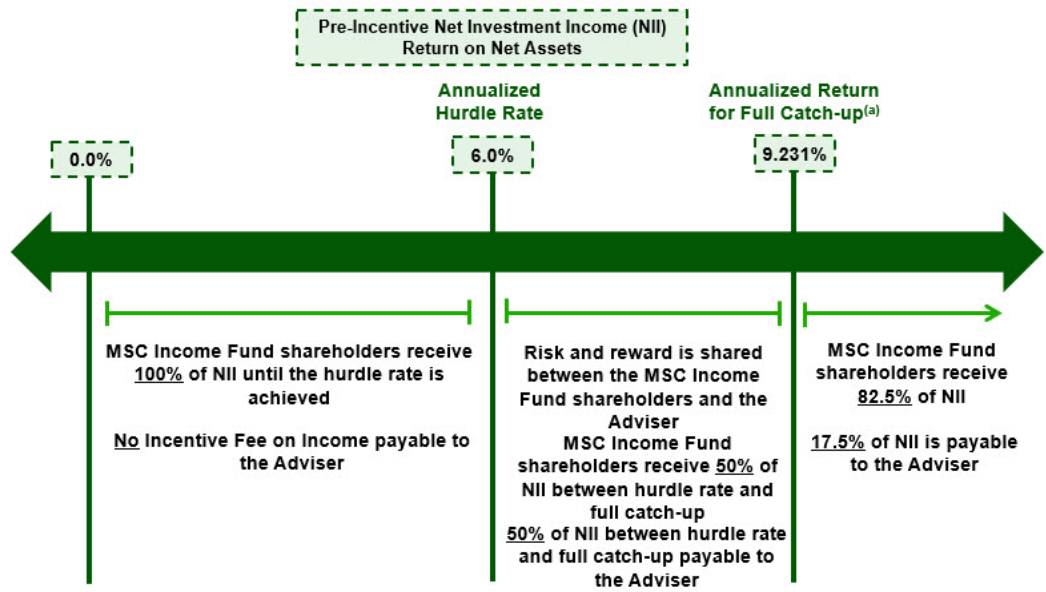 Pre-Incentive Net Investment Income (NII)
Return on Net Assets
Annualized
Hurdle Rate
Annualized Return
for Full Catch-up(a)
0.0%
6.0%
9.231%
MSC Income Fund shareholders receive
100% of NII until the hurdle rate is
achieved
No Incentive Fee on Income payable to
the Adviser
Risk and reward is shared
between the MSC Income
Fund shareholders and the
Adviser
MSC Income Fund
shareholders receive 50% of
NII between hurdle rate and
full catch-up
50% of NII between hurdle rate
and full catch-up payable to
the Adviser
MSC Income Fund
shareholders receive
82.5% of NII
17.5% of NII is payable
to the Adviser